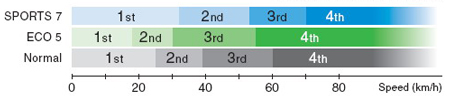 SPORTS 7 1st 2nd 3rd 4th
ECO 5 1st 2nd 3rd 4th
Normal 1st 2nd 3rd 4th
0 20 40 60 80 Speed (km/h)